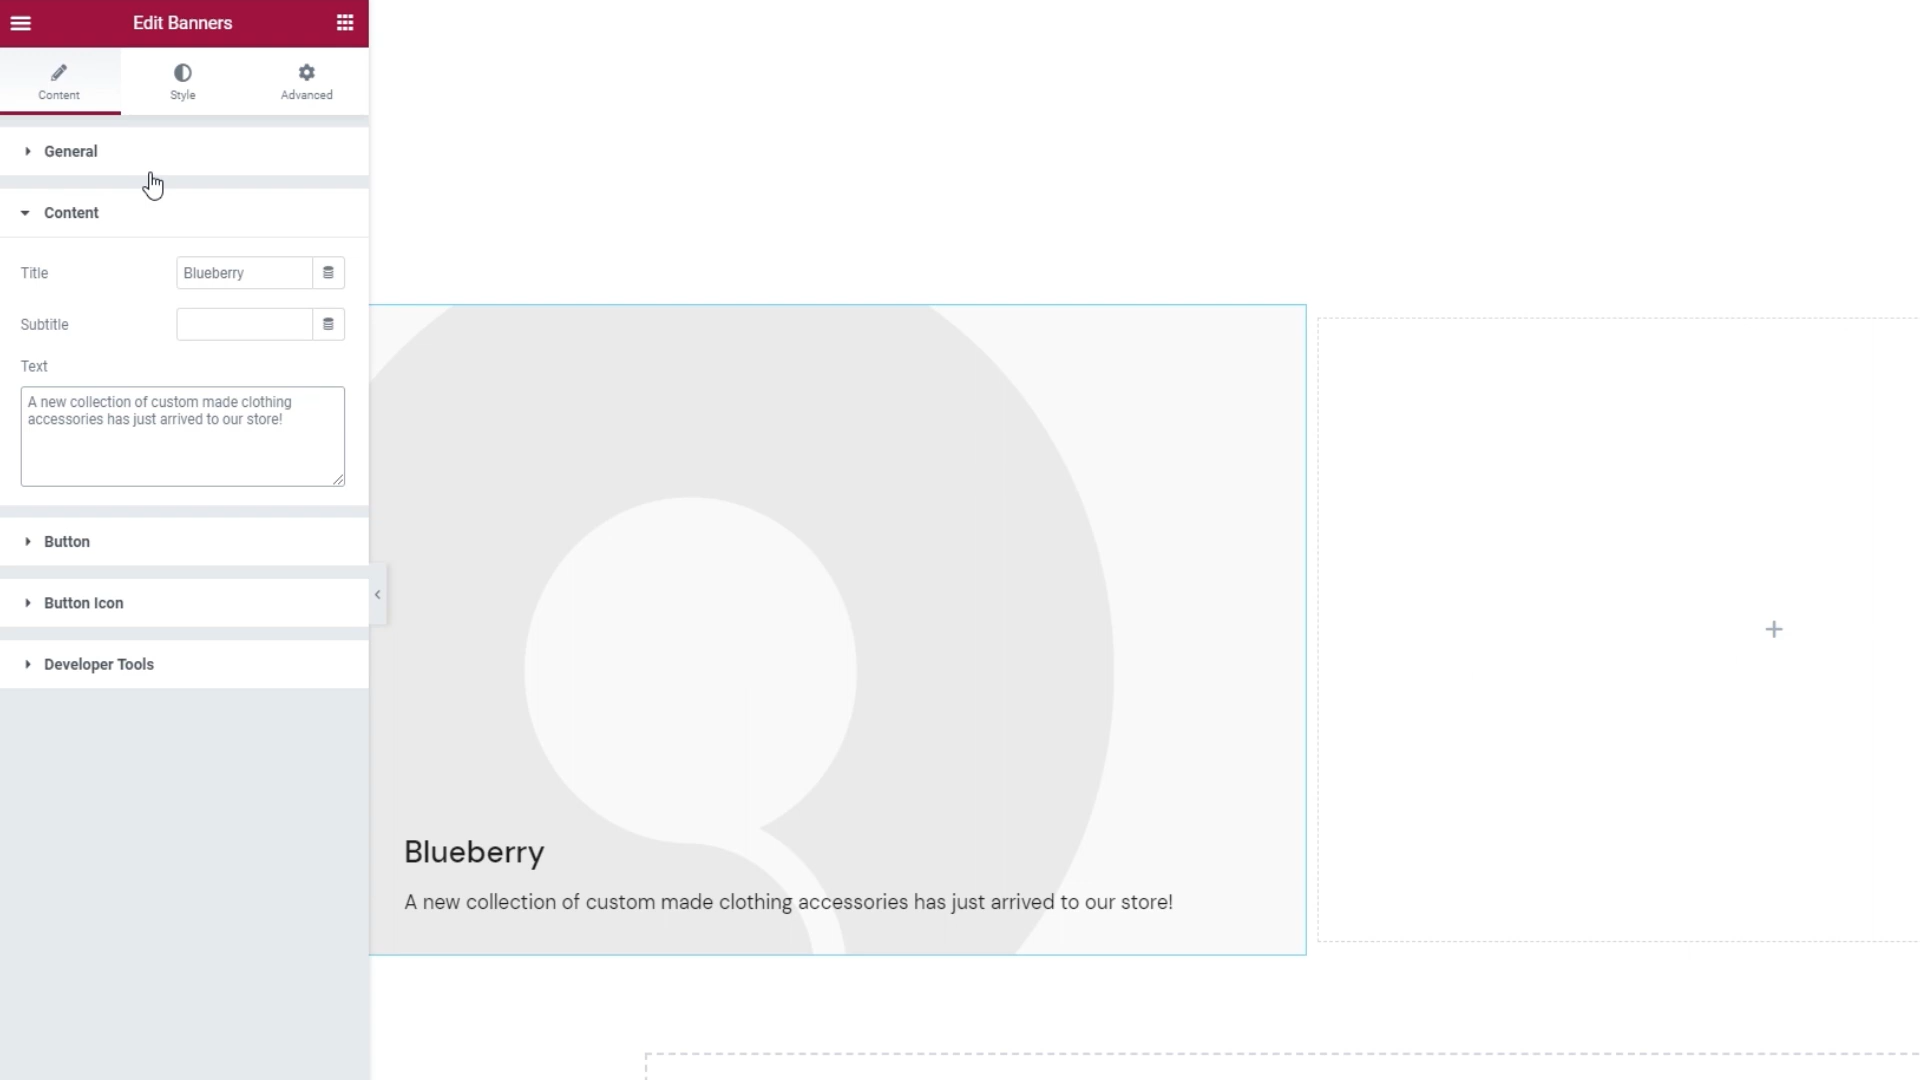 Edit Banners
Content
Style
Advanced
General
Content
Title
Blueberry
Subtitle
Text
A new collection of custom made clothing
accessories has just arrived to our store!
Button
Button Icon
Developer Tools
Blueberry
A new collection of custom made clothing accessories has just arrived to our store!